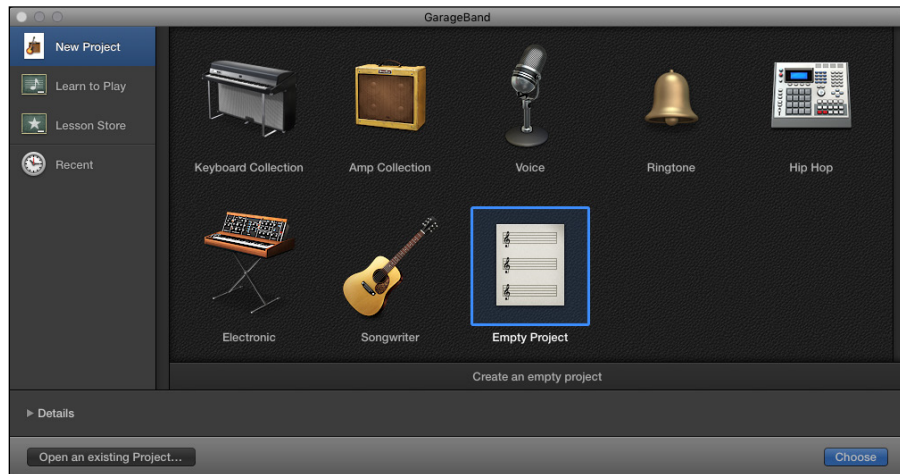 GarageBand
New Project
Learn to Play
Lesson Store
Recent
Keyboard Collection
Amp Collection
Voice
Ringtone
Hip Hop
Electronic
Songwriter
Empty Project
Create an empty project
Details
Open an existing Project...
Choose